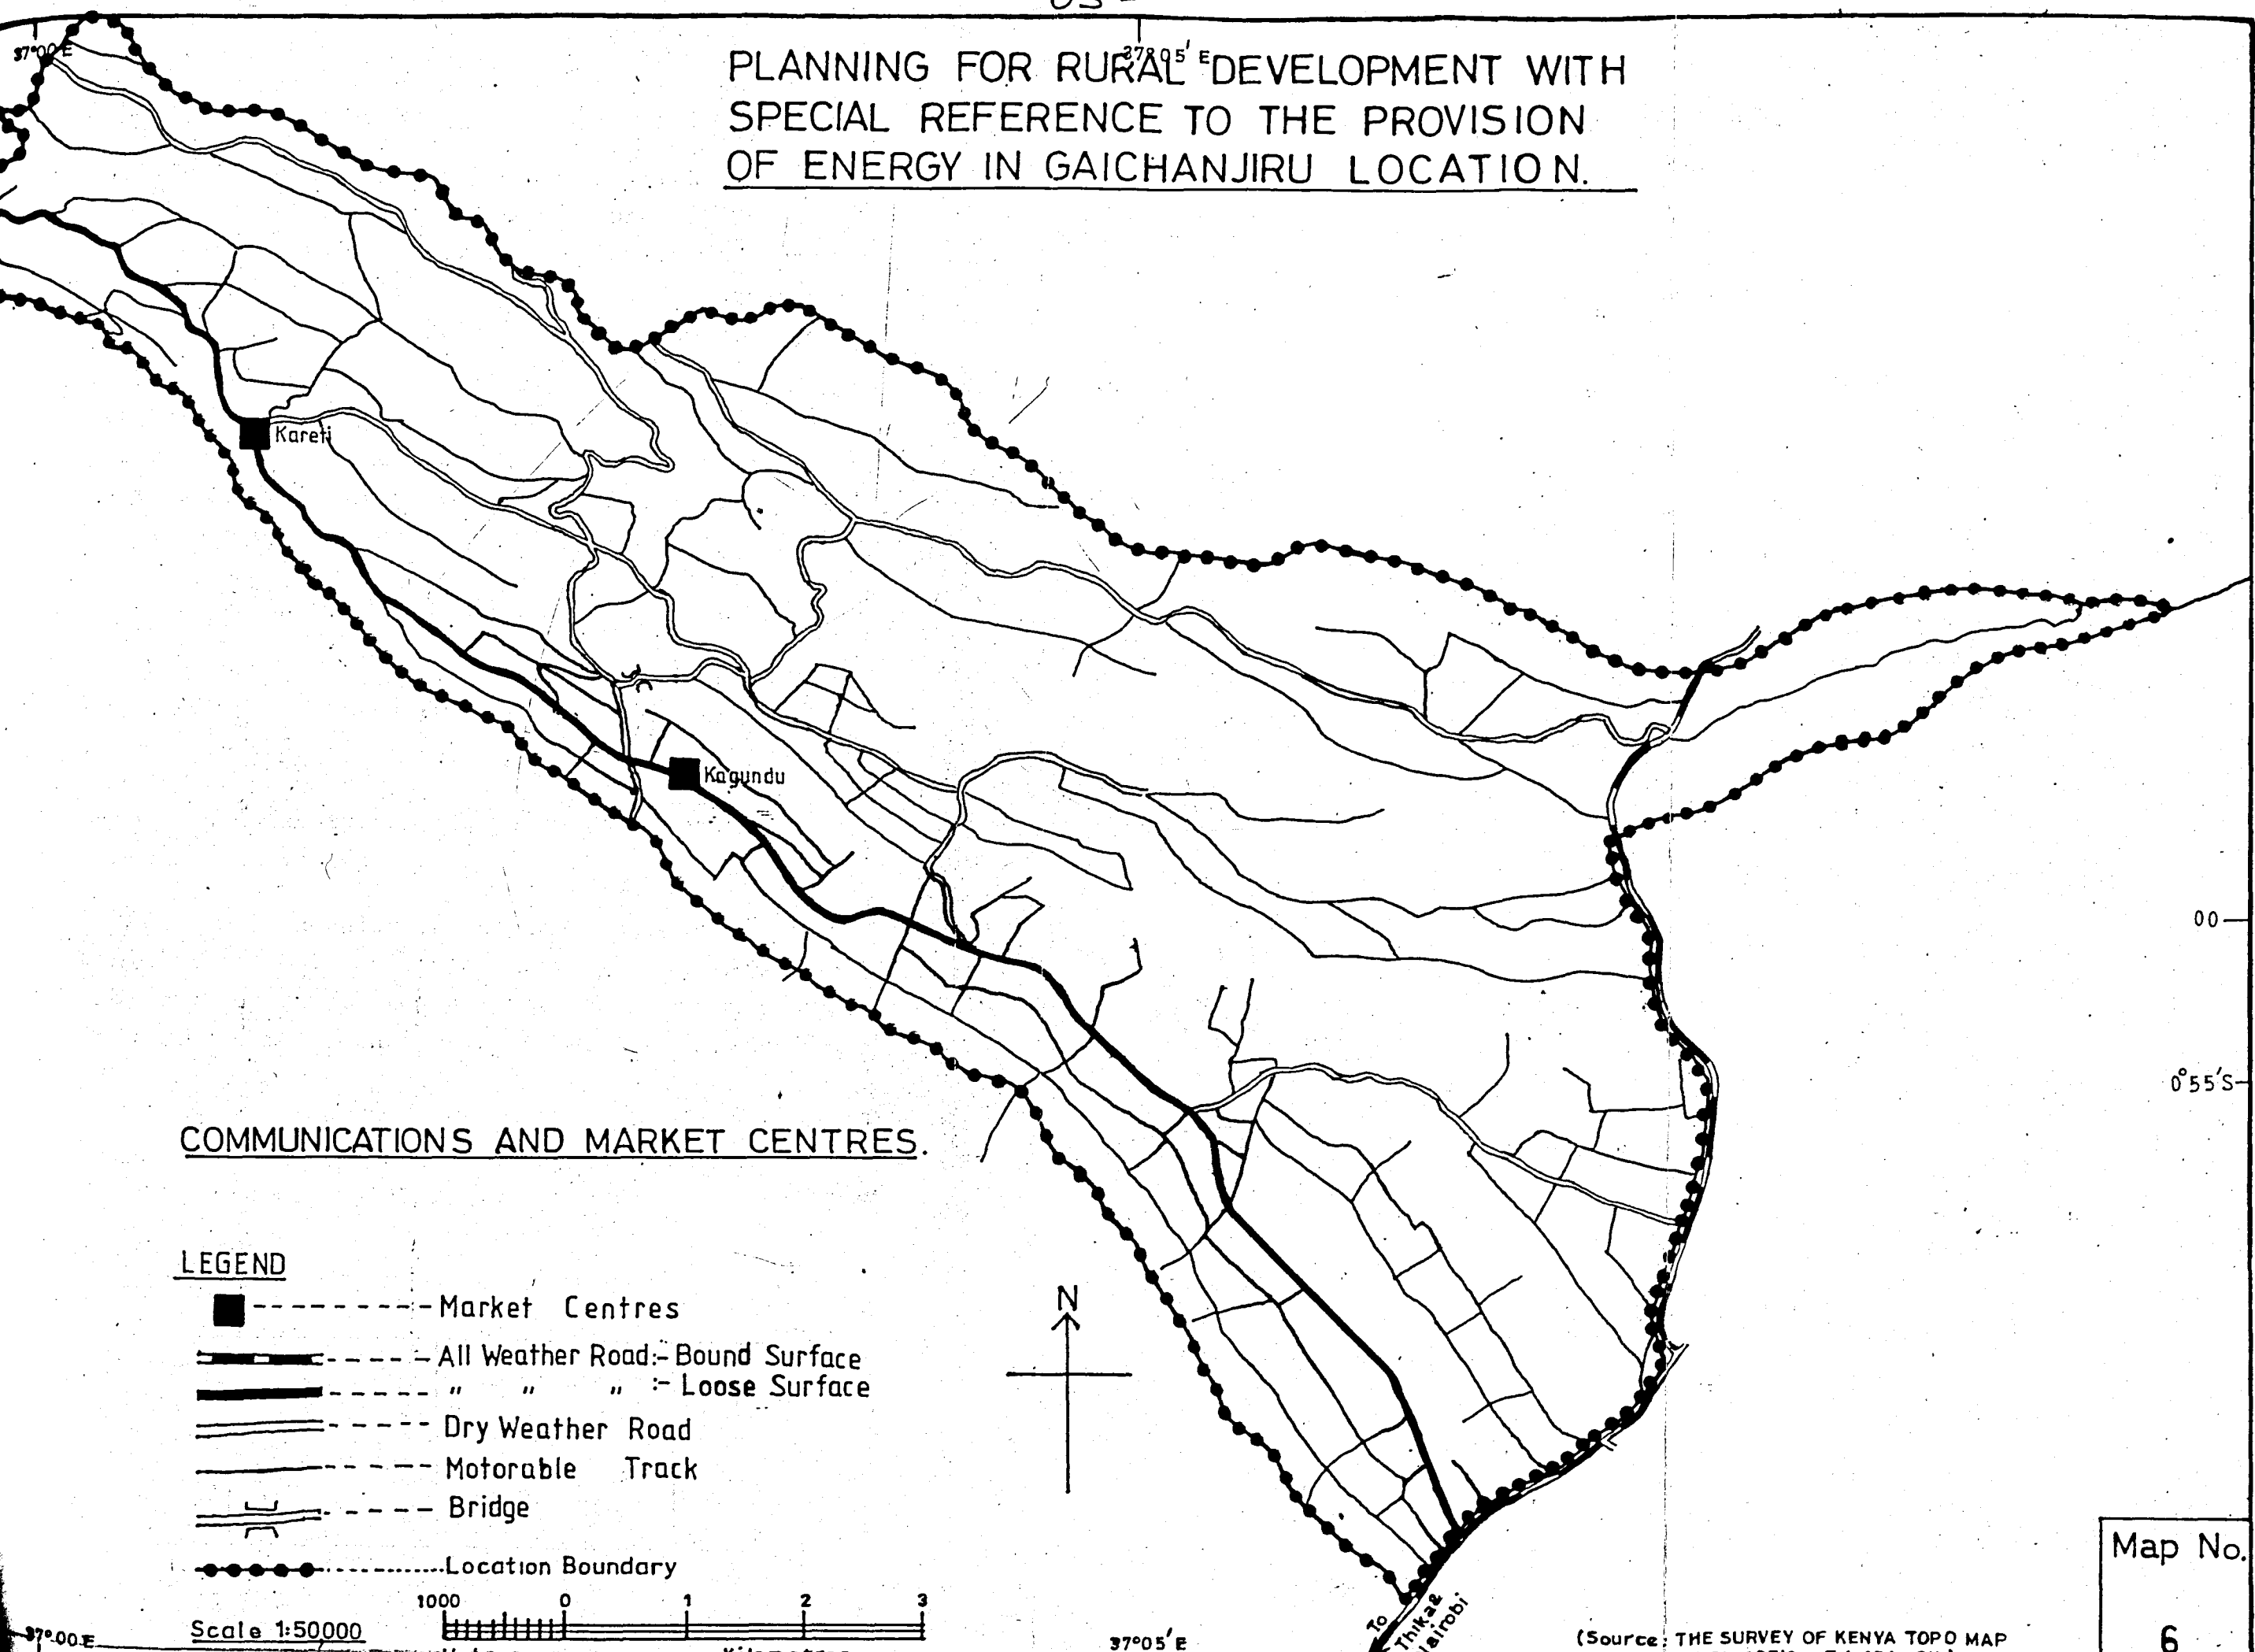 37°00'E
37°05' E
PLANNING FOR RURAL DEVELOPMENT WITH
SPECIAL REFERENCE TO THE PROVISION
OF ENERGY IN GAICHANJIRU LOCATION.
Kareti
Kagundu
00
0°55'S
COMMUNICATIONS AND MARKET CENTRES.
LEGEND
Market Centres
All Weather Road:- Bound Surface
" " " :- Loose Surface
Dry Weather Road
Motorable Track
Bridge
Location Boundary
Scale 1:50000
1000 0 1 2 3
N
To
Thika &
37°00 E
37°05' E
(Source: THE SURVEY OF KENYA TOPO MAP
Map No.
6